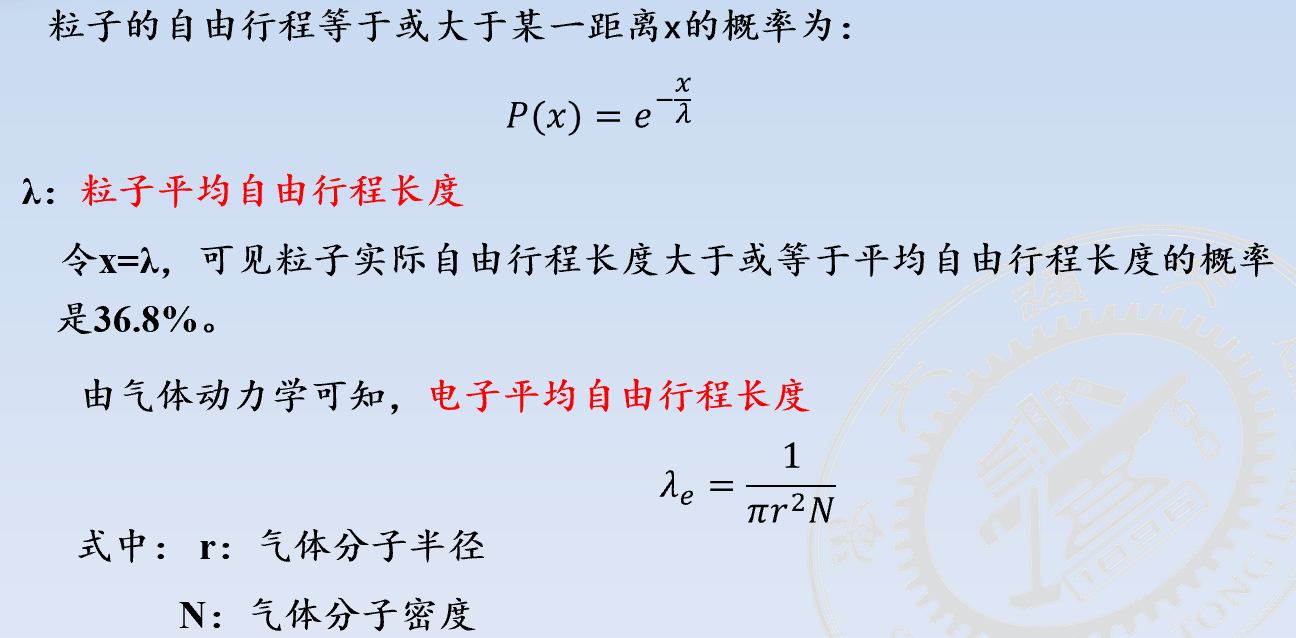 粒子的自由行程等于或大于某一距离x的概率为：
P(x) = e^{-\frac{x}{λ}}
λ：粒子平均自由行程长度
令x=λ，可见粒子实际自由行程长度大于或等于平均自由行程长度的概率
是36.8%。
由气体动力学可知，电子平均自由行程长度
λ_e = \frac{1}{πr^2N}
式中： r： 气体分子半径
N： 气体分子密度